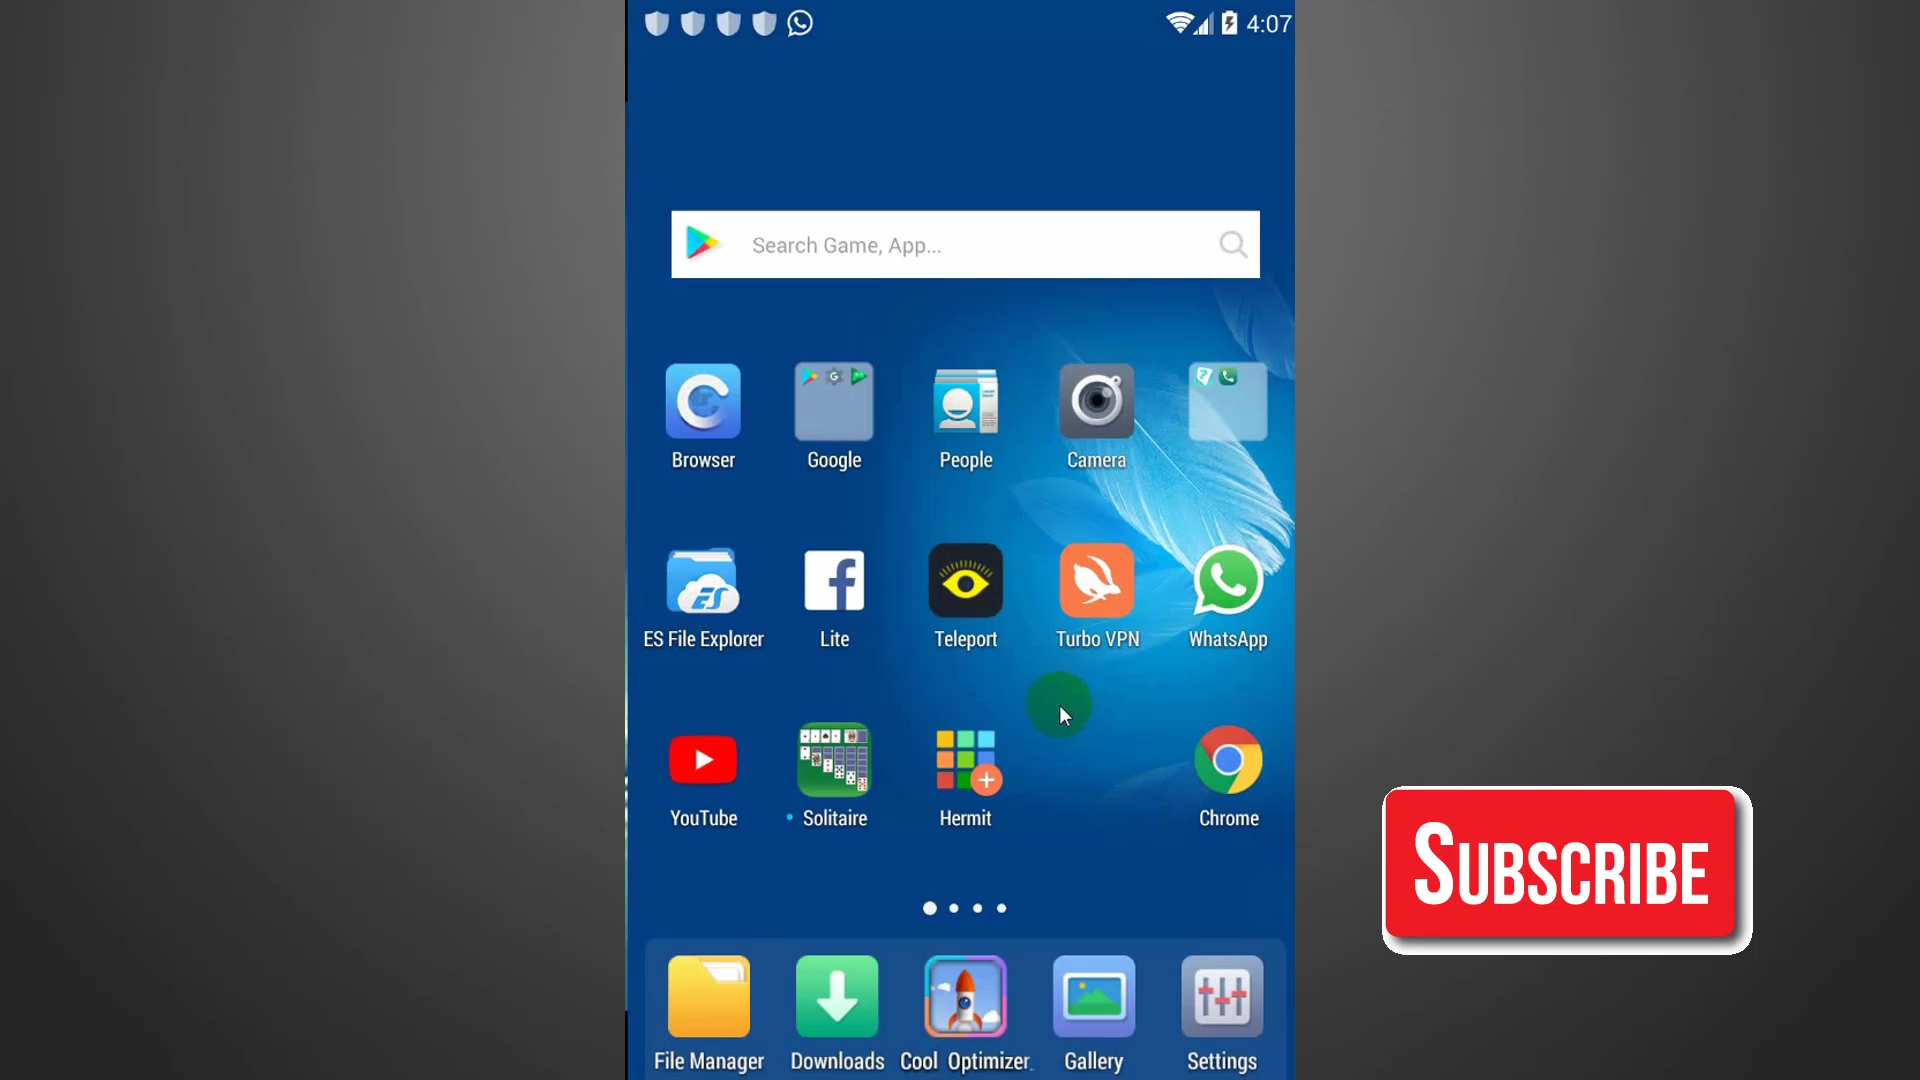 4:07
Search Game, App...
Browser
Google
People
Camera
ES File Explorer
Lite
Teleport
Turbo VPN
WhatsApp
YouTube
Solitaire
Hermit
Chrome
SUBSCRIBE
File Manager
Downloads
Cool Optimizer
Gallery
Settings